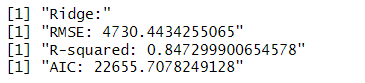 [1] "Ridge:"
[1] "RMSE: 4730.4434255065"
[1] "R-squared: 0.847299900654578"
[1] "AIC: 22655.7078249128"